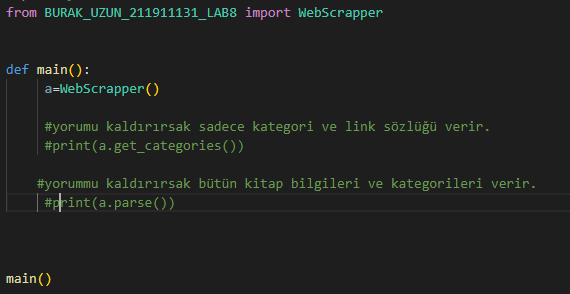 from BURAK_UZUN_211911131_LAB8 import WebScrapper
def main():
a=WebScrapper()
#yorumu kaldırırsak sadece kategori ve link sözlüğü verir.
#print(a.get_categories())
#yorummu kaldırırsak bütün kitap bilgileri ve kategorileri verir.
#print(a.parse())
main()